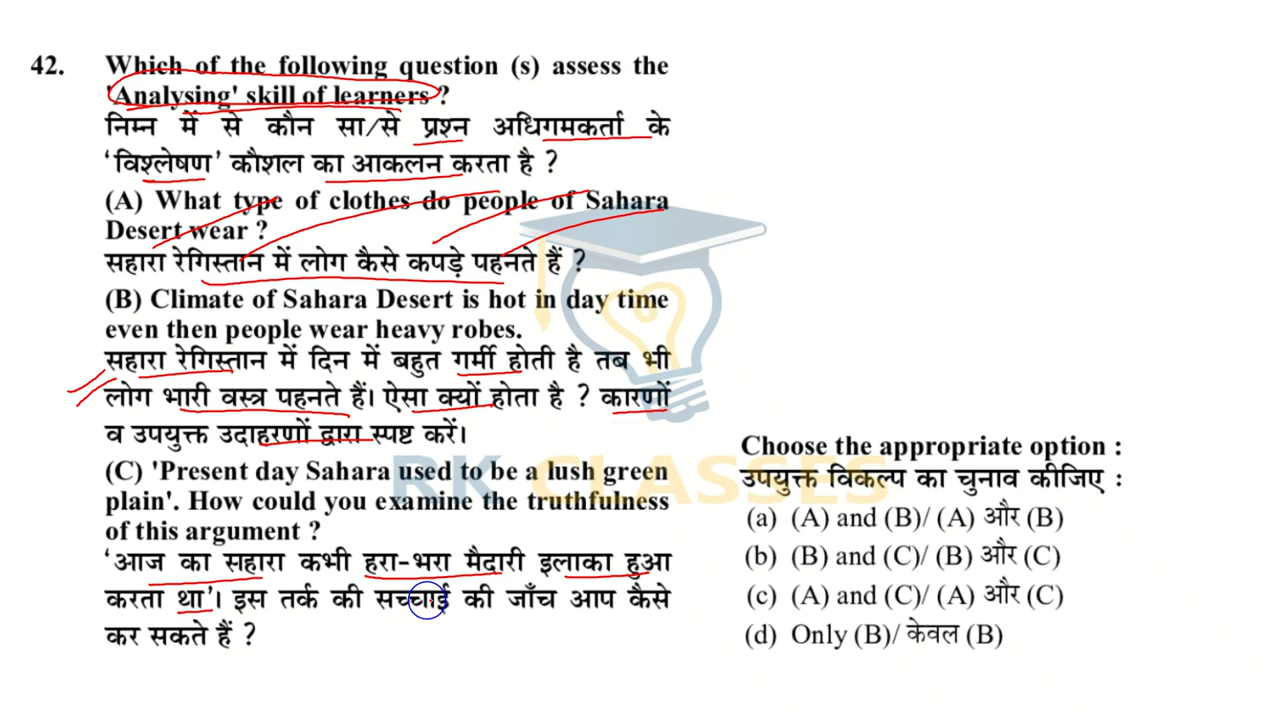 42. Which of the following question (s) assess the
'Analysing' skill of learners ?
निम्न में से कौन सा/से प्रश्न अधिगमकर्ता के
'विश्लेषण' कौशल का आकलन करता है ?
(A) What type of clothes do people of Sahara
Desert wear ?
सहारा रेगिस्तान में लोग कैसे कपड़े पहनते हैं ?
(B) Climate of Sahara Desert is hot in day time
even then people wear heavy robes.
सहारा रेगिस्तान में दिन में बहुत गर्मी होती है तब भी
लोग भारी वस्त्र पहनते हैं। ऐसा क्यों होता है ? कारणों
व उपयुक्त उदाहरणों द्वारा स्पष्ट करें।
(C) 'Present day Sahara used to be a lush green
plain'. How could you examine the truthfulness
of this argument ?
'आज का सहारा कभी हरा-भरा मैदारी इलाका हुआ
करता था'। इस तर्क की सच्चाई की जाँच आप कैसे
कर सकते हैं ?
Choose the appropriate option :
उपयुक्त विकल्प का चुनाव कीजिए :
(a) (A) and (B)/ (A) और (B)
(b) (B) and (C)/ (B) और (C)
(c) (A) and (C)/ (A) और (C)
(d) Only (B)/ केवल (B)
RK CLASSES